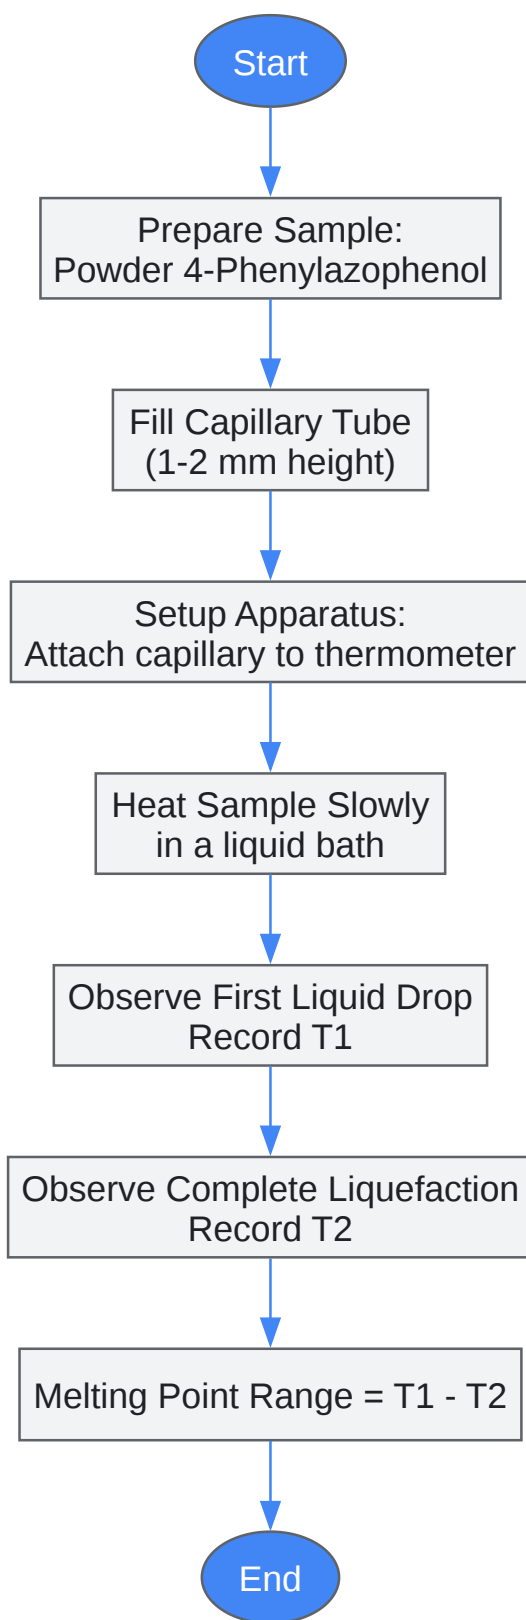 Start
Prepare Sample:
Powder 4-Phenylazophenol
Fill Capillary Tube
(1-2 mm height)
Setup Apparatus:
Attach capillary to thermometer
Heat Sample Slowly
in a liquid bath
Observe First Liquid Drop
Record T1
Observe Complete Liquefaction
Record T2
Melting Point Range = T1 - T2
End